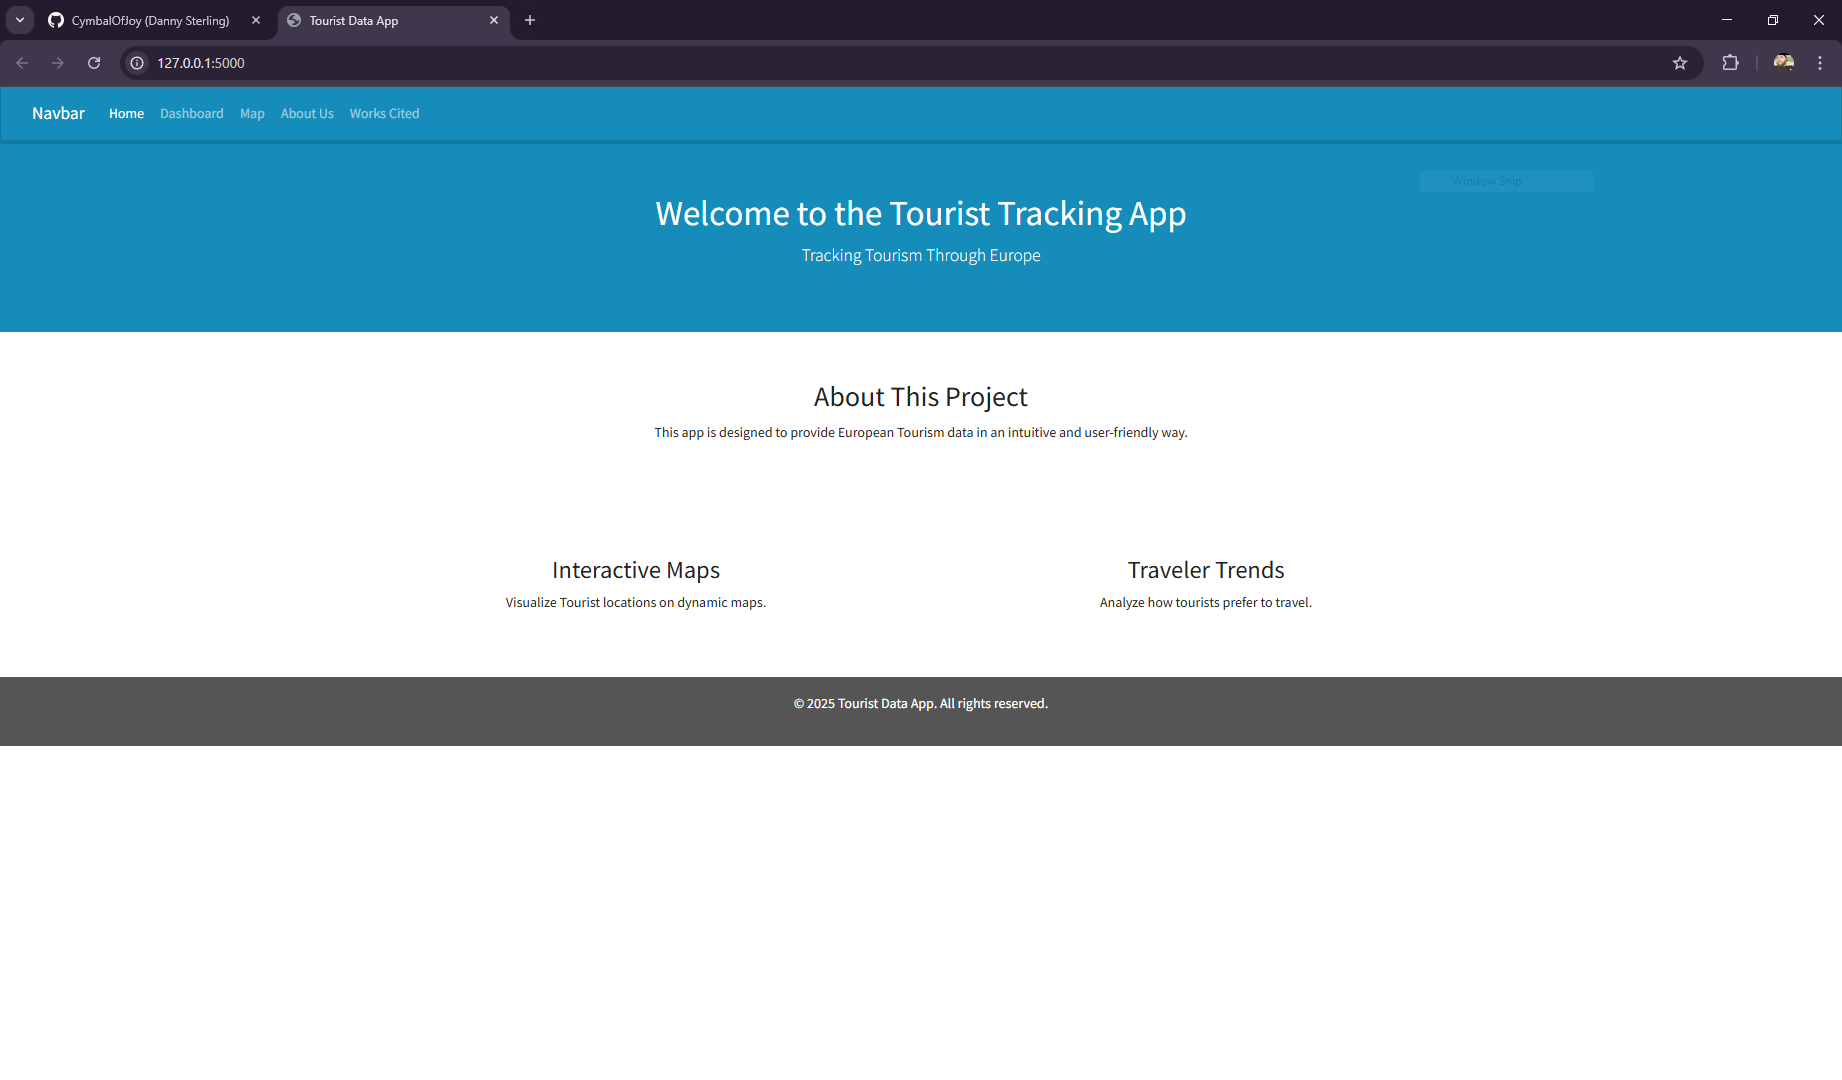 CymbalOfJoy (Danny Sterling)
Tourist Data App
127.0.0.1:5000
Navbar Home Dashboard Map About Us Works Cited
Window Snip
Welcome to the Tourist Tracking App
Tracking Tourism Through Europe
About This Project
This app is designed to provide European Tourism data in an intuitive and user-friendly way.
Interactive Maps
Visualize Tourist locations on dynamic maps.
Traveler Trends
Analyze how tourists prefer to travel.
© 2025 Tourist Data App. All rights reserved.